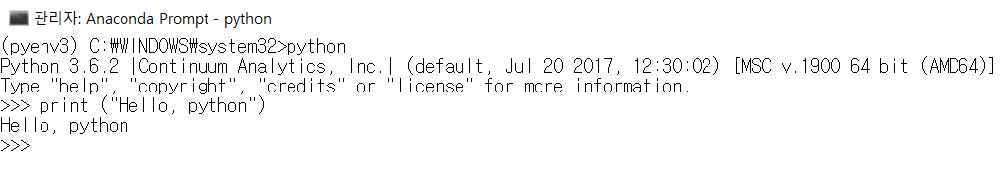 관리자: Anaconda Prompt - python
(pyenv3) C:₩WINDOWS₩system32>python
Python 3.6.2 |Continuum Analytics, Inc.| (default, Jul 20 2017, 12:30:02) [MSC v.1900 64 bit (AMD64)]
Type "help", "copyright", "credits" or "license" for more information.
>>> print ("Hello, python")
Hello, python
>>>